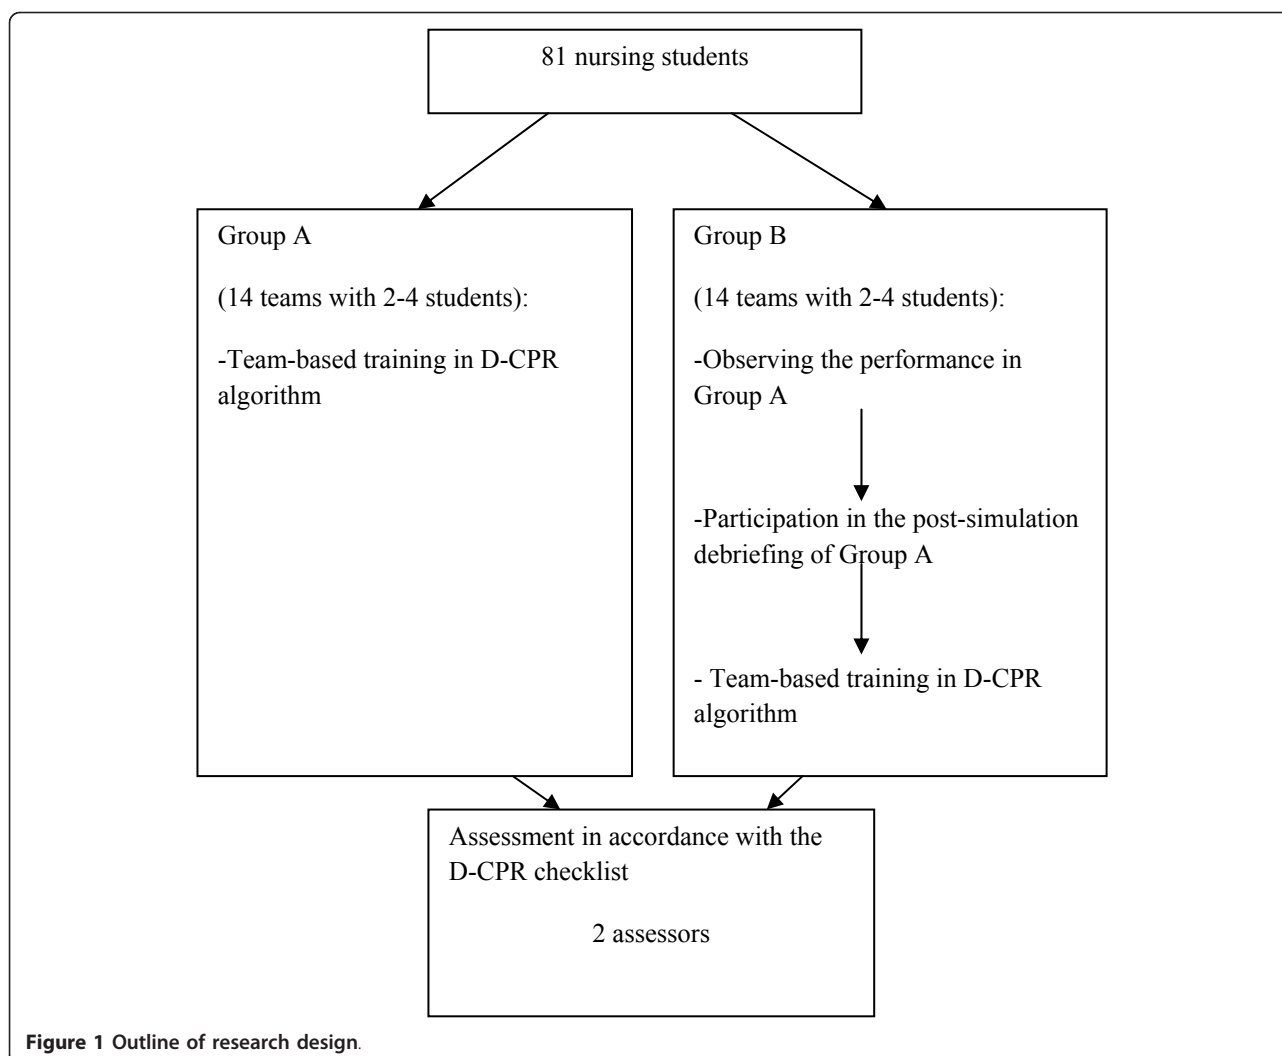 81 nursing students
Group A
(14 teams with 2-4 students):
-Team-based training in D-CPR
algorithm
Group B
(14 teams with 2-4 students):
-Observing the performance in
Group A
-Participation in the post-simulation
debriefing of Group A
- Team-based training in D-CPR
algorithm
Assessment in accordance with the
D-CPR checklist
2 assessors
Figure 1 Outline of research design.